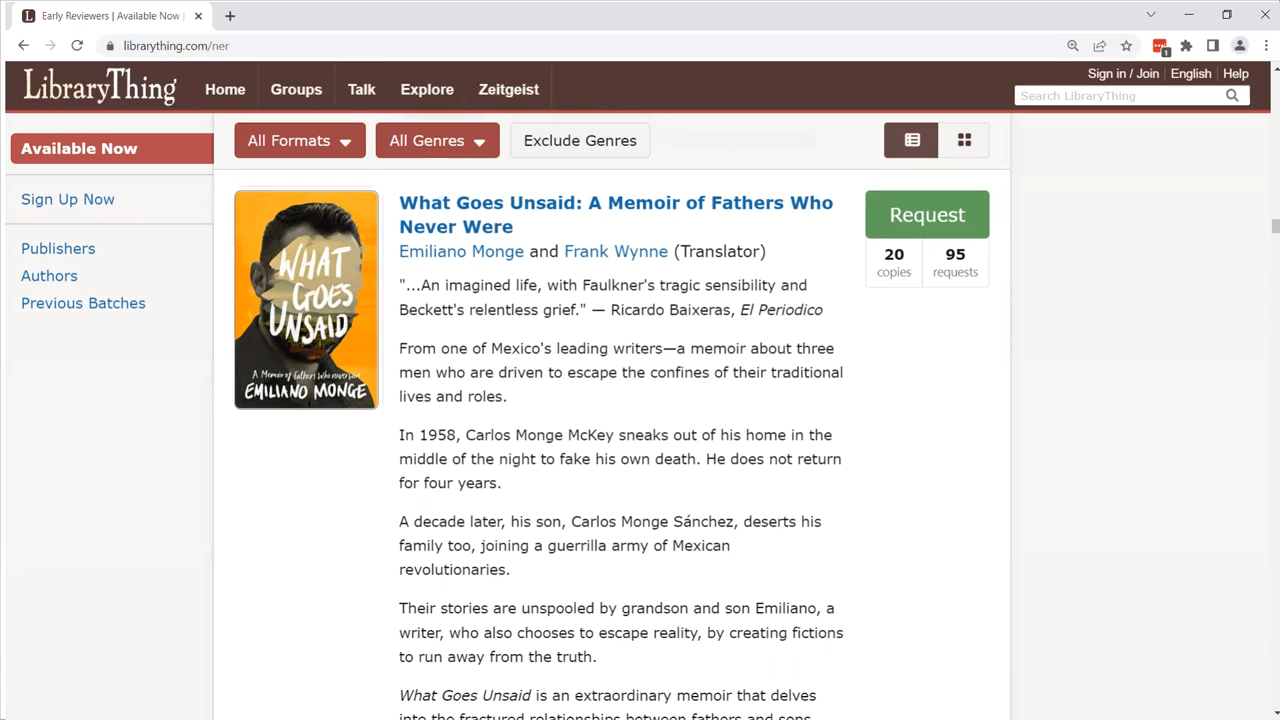 Early Reviewers | Available Now |
librarything.com/ner
1
LibraryThing
Home
Groups
Talk
Explore
Zeitgeist
Sign in / Join
English
Help
Search LibraryThing
Available Now
Sign Up Now
Publishers
Authors
Previous Batches
All Formats
All Genres
Exclude Genres
WHAT
GOES
UNSAID
A Memoir of Fathers Who Never Were
EMILIANO MONGE
What Goes Unsaid: A Memoir of Fathers Who
Never Were
Emiliano Monge and Frank Wynne (Translator)
"...An imagined life, with Faulkner's tragic sensibility and
Beckett's relentless grief." — Ricardo Baixeras, El Periodico
From one of Mexico's leading writers—a memoir about three
men who are driven to escape the confines of their traditional
lives and roles.
In 1958, Carlos Monge McKey sneaks out of his home in the
middle of the night to fake his own death. He does not return
for four years.
A decade later, his son, Carlos Monge Sánchez, deserts his
family too, joining a guerrilla army of Mexican
revolutionaries.
Their stories are unspooled by grandson and son Emiliano, a
writer, who also chooses to escape reality, by creating fictions
to run away from the truth.
What Goes Unsaid is an extraordinary memoir that delves
into the fractured relationships between fathers and sons,
Request
20
copies
95
requests